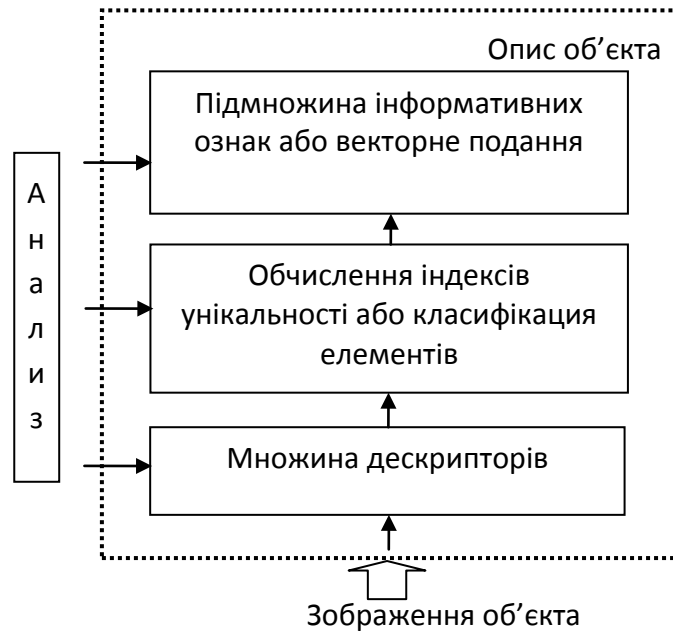 Опис об’єкта
Підмножина інформативних
ознак або векторне подання
Анализ
Обчислення індексів
унікальності або класифікация
елементів
Множина дескрипторів
Зображення об’єкта